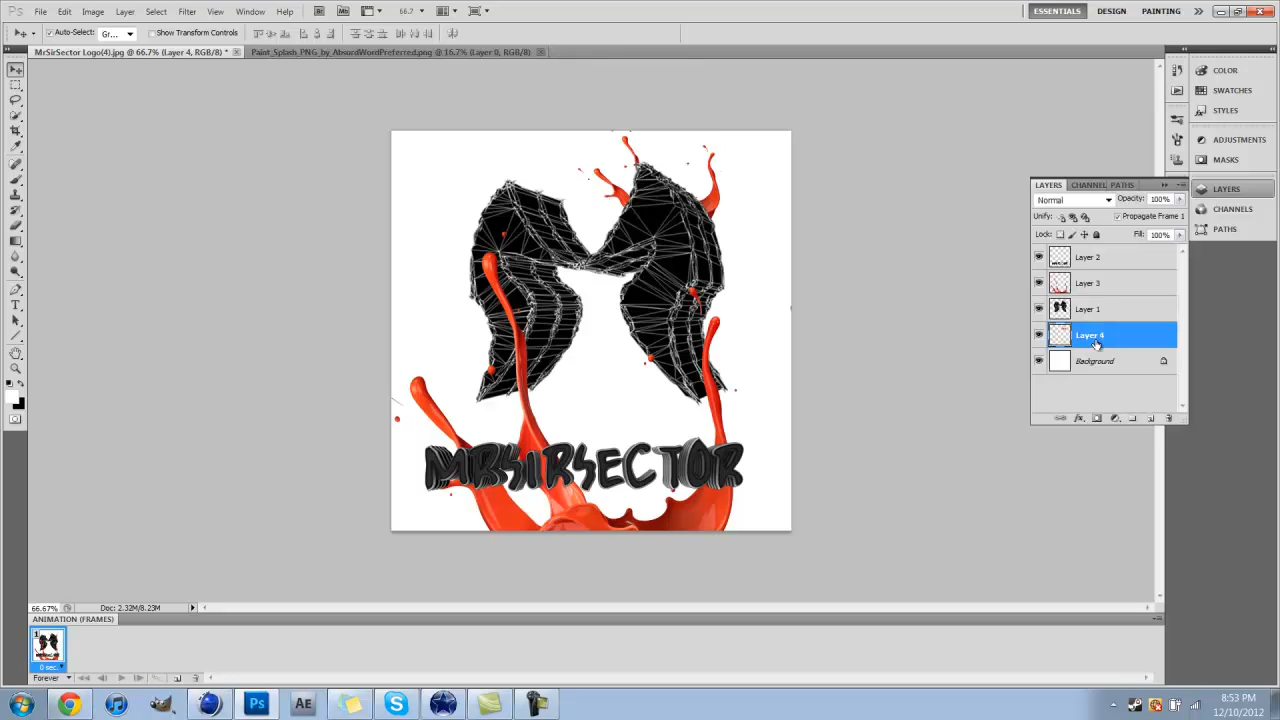 Ps Br Mb 66.7 ESSENTIALS DESIGN PAINTING
File Edit Image Layer Select Filter View Window Help
Auto-Select: Gr... Show Transform Controls
MrSirSector Logo(4).jpg @ 66.7% (Layer 4, RGB/8) * Paint_Splash_PNG_by_AbsurdWordPreferred.png @ 16.7% (Layer 0, RGB/8)
COLOR
SWATCHES
STYLES
ADJUSTMENTS
MASKS
LAYERS
CHANNELS
PATHS
LAYERS CHANNEL PATHS
Normal Opacity: 100%
Unify: Propagate Frame 1
Lock: Fill: 100%
Layer 2
Layer 3
Layer 1
Layer 4
Background
MRSIRSECTOR
66.67% Doc: 2.32M/8.23M
ANIMATION (FRAMES)
1
0 sec.
Forever
Ps AE
8:53 PM
12/10/2012